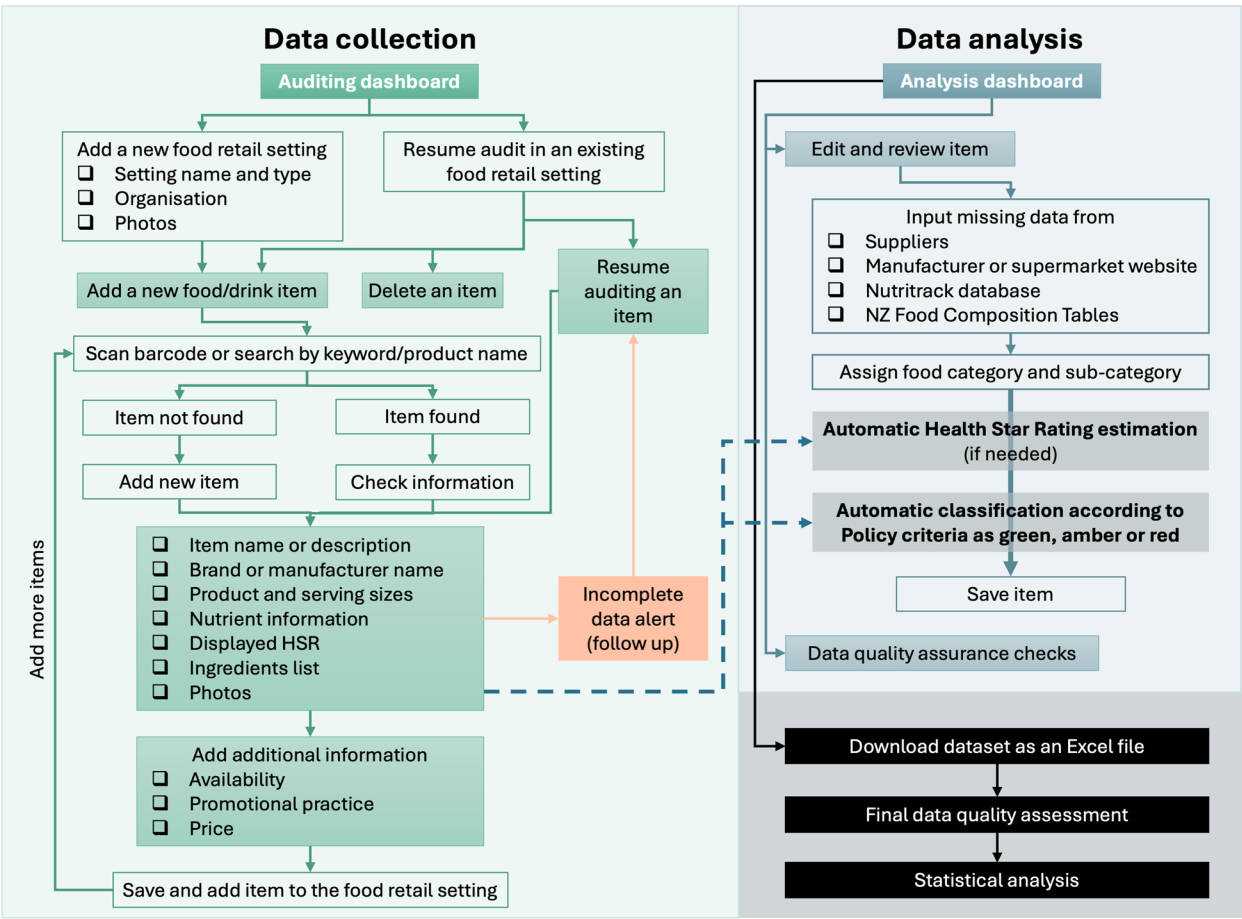 Data collection
Auditing dashboard
Add a new food retail setting
Setting name and type
Organisation
Photos
Resume audit in an existing
food retail setting
Add a new food/drink item
Delete an item
Resume
auditing an
item
Scan barcode or search by keyword/product name
Item not found
Item found
Add new item
Check information
Item name or description
Brand or manufacturer name
Product and serving sizes
Nutrient information
Displayed HSR
Ingredients list
Photos
Incomplete
data alert
(follow up)
Add more items
Add additional information
Availability
Promotional practice
Price
Save and add item to the food retail setting
Data analysis
Analysis dashboard
Edit and review item
Input missing data from
Suppliers
Manufacturer or supermarket website
Nutritrack database
NZ Food Composition Tables
Assign food category and sub-category
Automatic Health Star Rating estimation
(if needed)
Automatic classification according to
Policy criteria as green, amber or red
Save item
Data quality assurance checks
Download dataset as an Excel file
Final data quality assessment
Statistical analysis